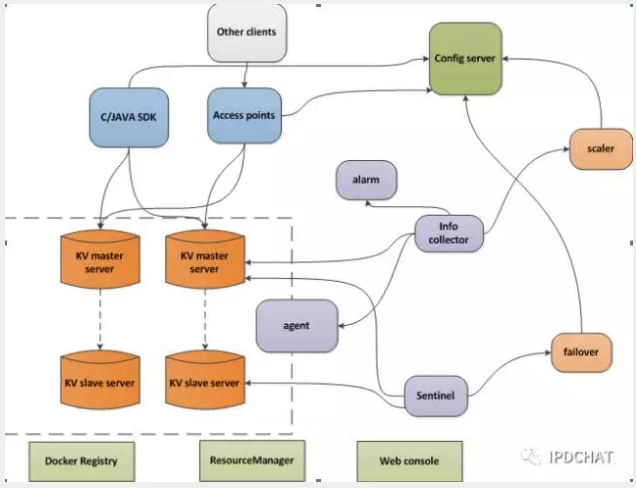 Other clients
Config server
C/JAVA SDK
Access points
scaler
alarm
Info
collector
KV master
server
KV master
server
agent
failover
KV slave server
KV slave server
Sentinel
Docker Registry
ResourceManager
Web console
IPDCHAT